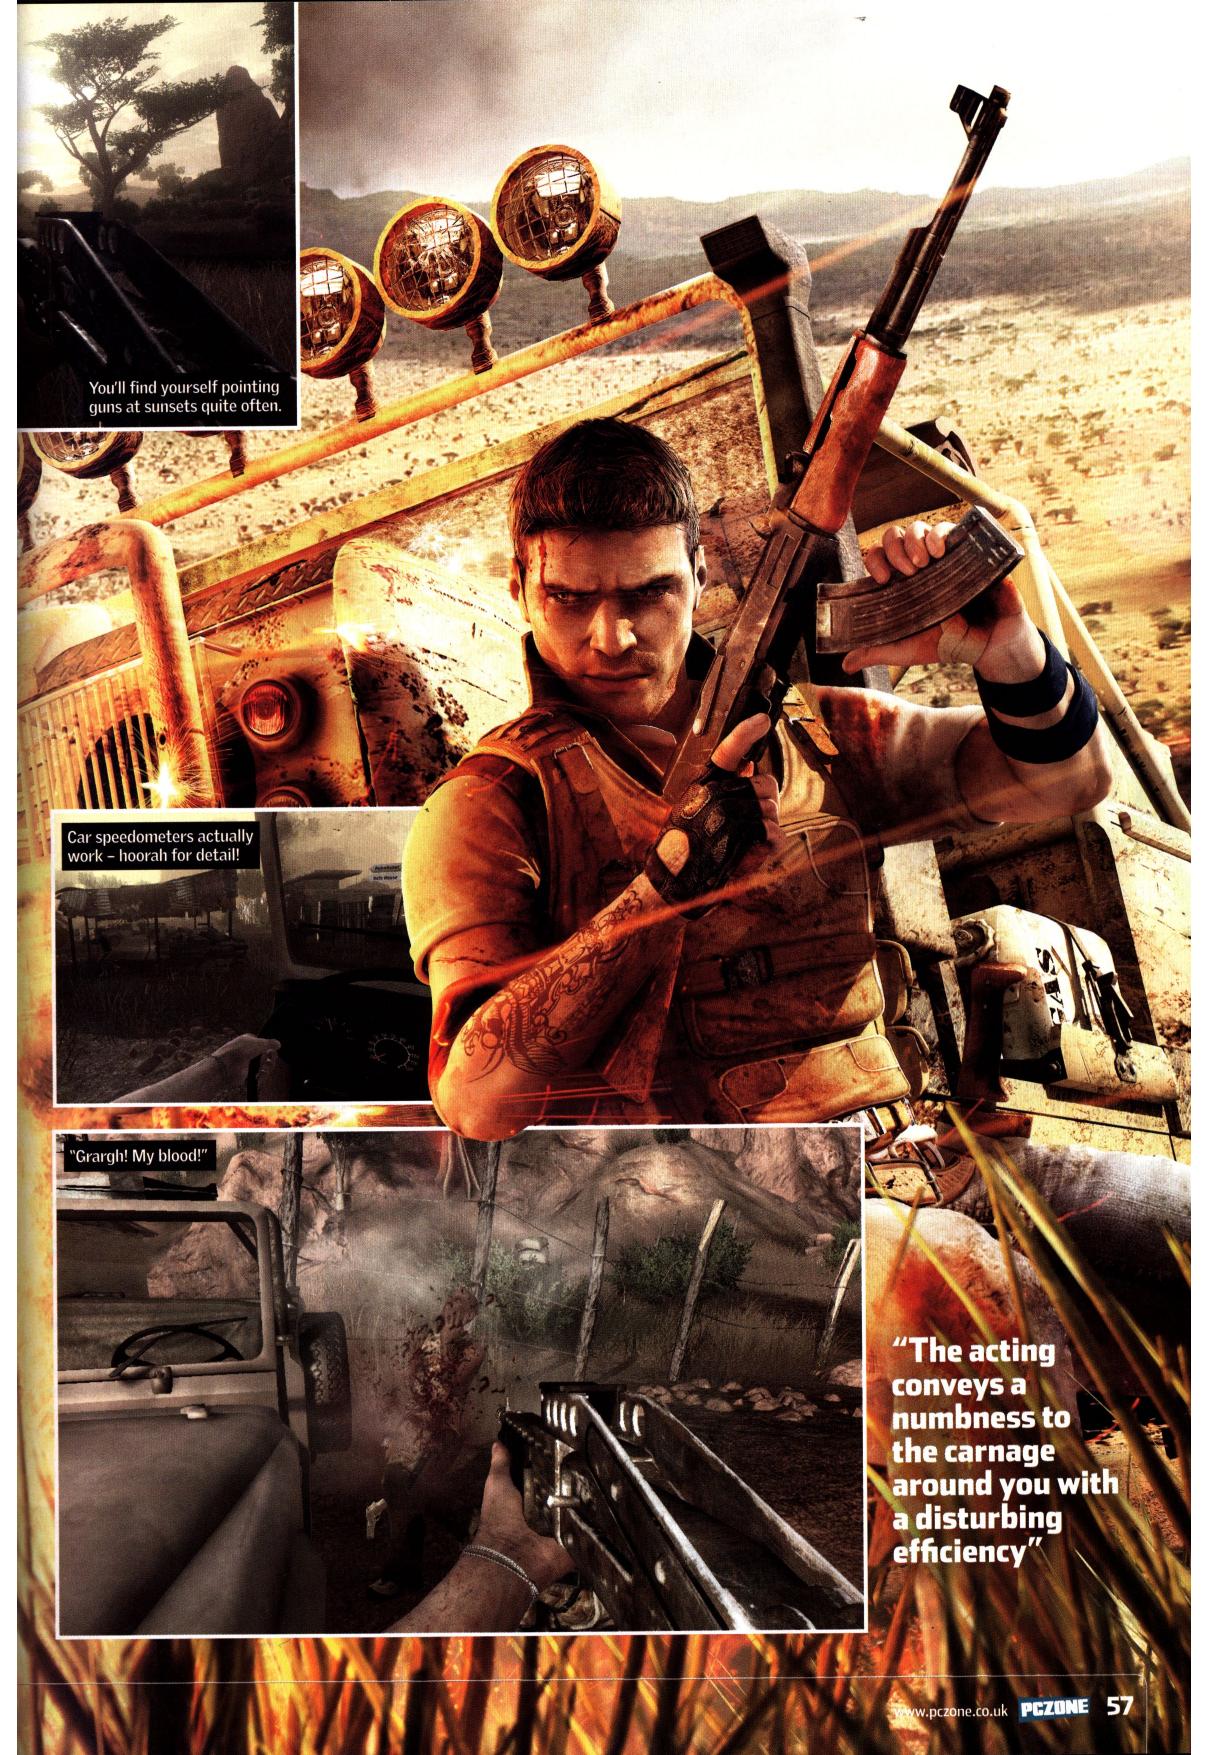 You'll find yourself pointing
guns at sunsets quite often.
Car speedometers actually
work – hoorah for detail!
"Grargh! My blood!"
"The acting
conveys a
numbness to
the carnage
around you with
a disturbing
efficiency"
www.pczone.co.uk PCZONE 57